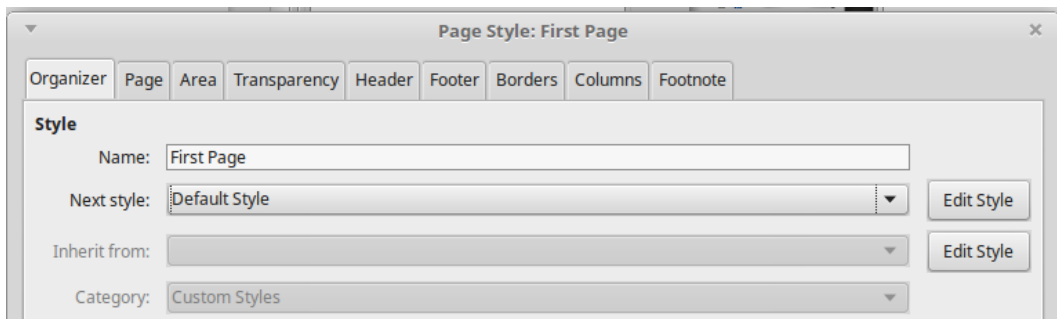 Page Style: First Page
Organizer Page Area Transparency Header Footer Borders Columns Footnote
Style
Name: First Page
Next style: Default Style Edit Style
Inherit from: Edit Style
Category: Custom Styles